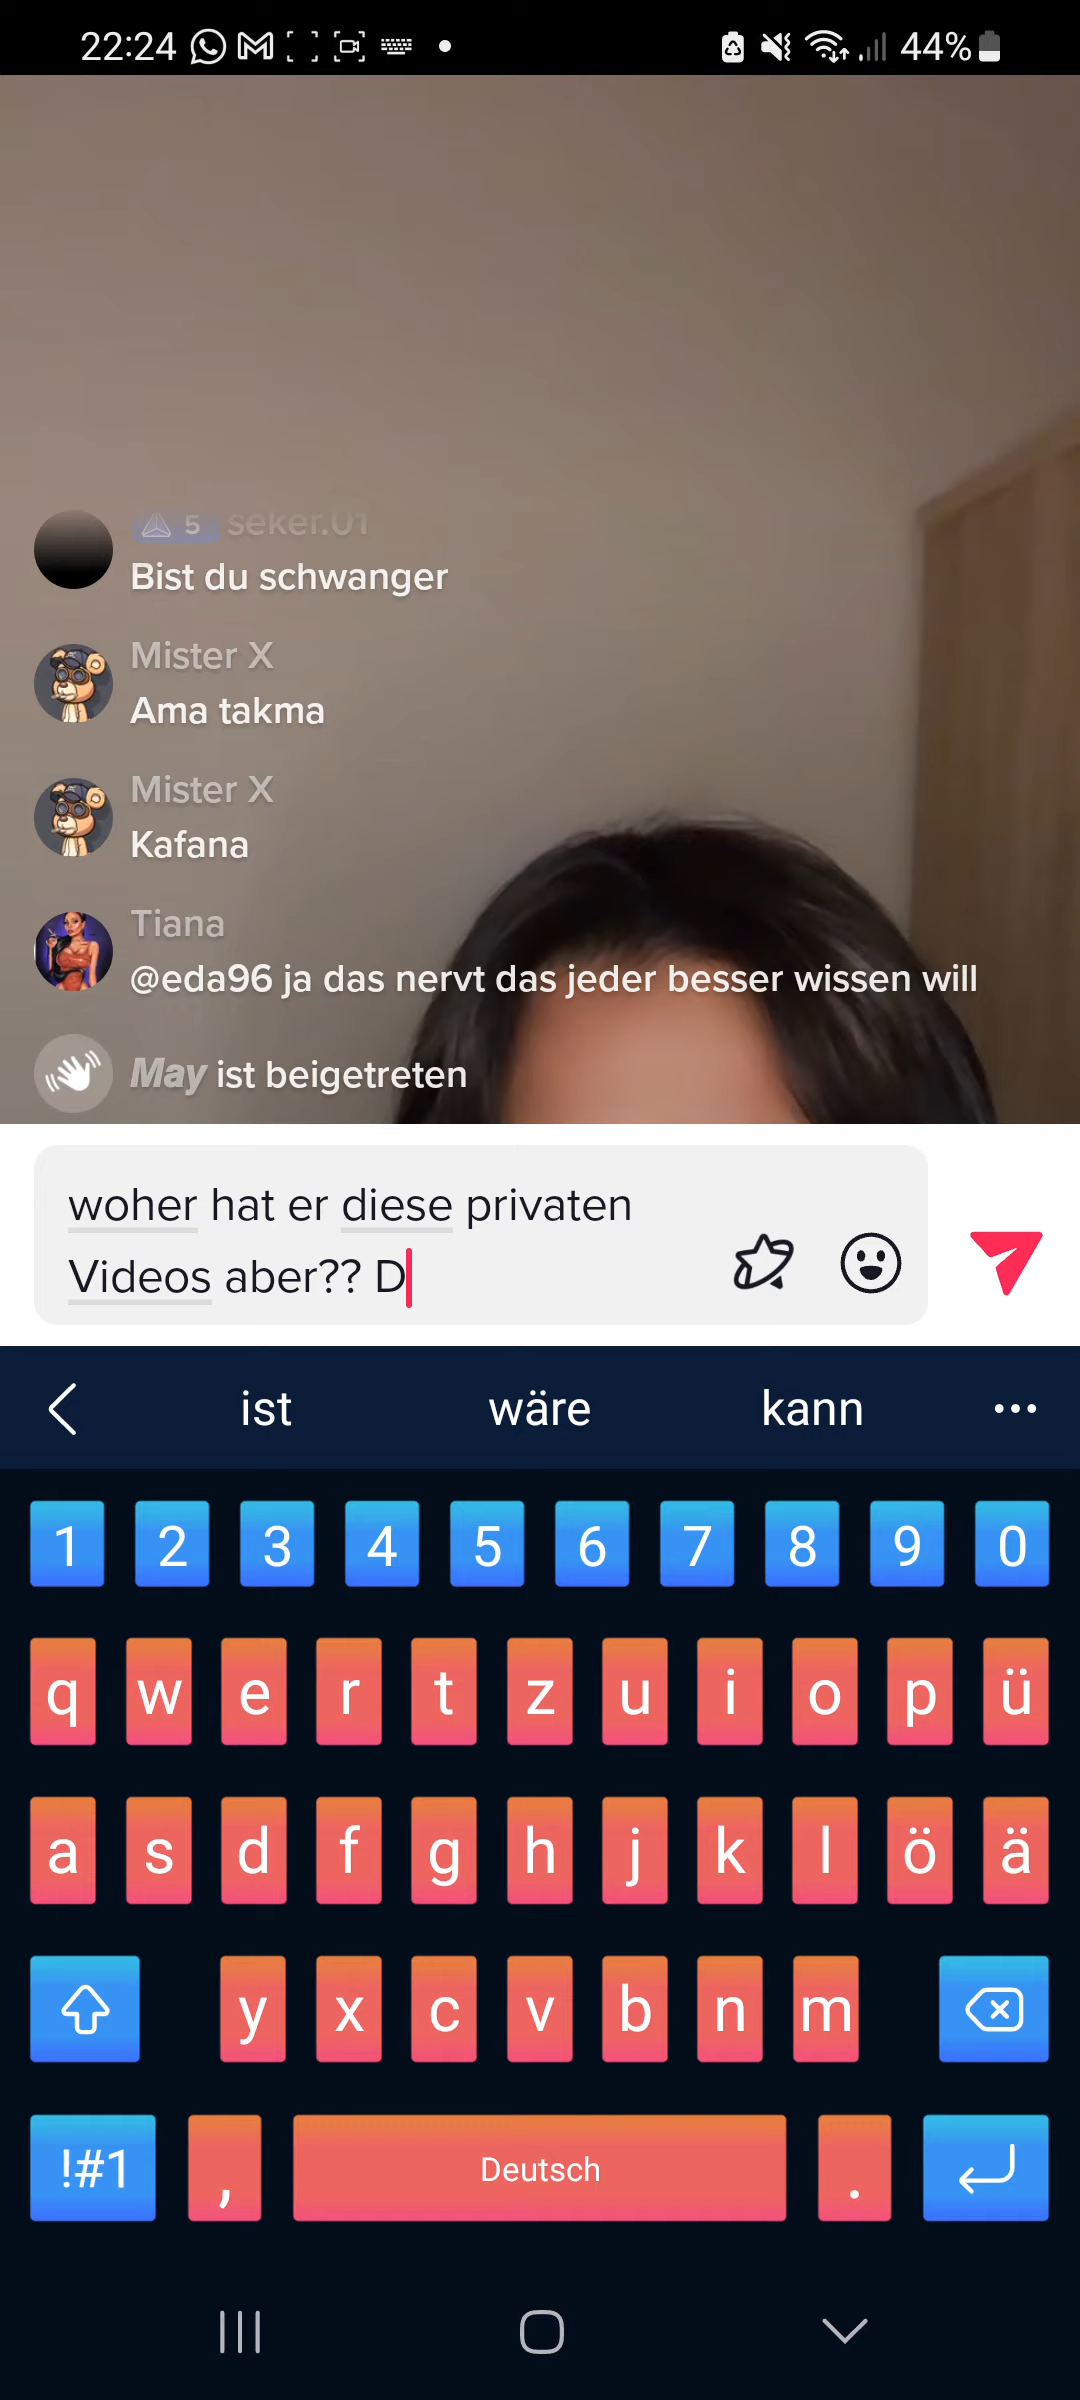 22:24 44%
5 seker.01
Bist du schwanger
Mister X
Ama takma
Mister X
Kafana
Tiana
@eda96 ja das nervt das jeder besser wissen will
May ist beigetreten
woher hat er diese privaten
Videos aber?? D
ist wäre kann ...
1 2 3 4 5 6 7 8 9 0
q w e r t z u i o p ü
a s d f g h j k l ö ä
y x c v b n m
!#1 , Deutsch .